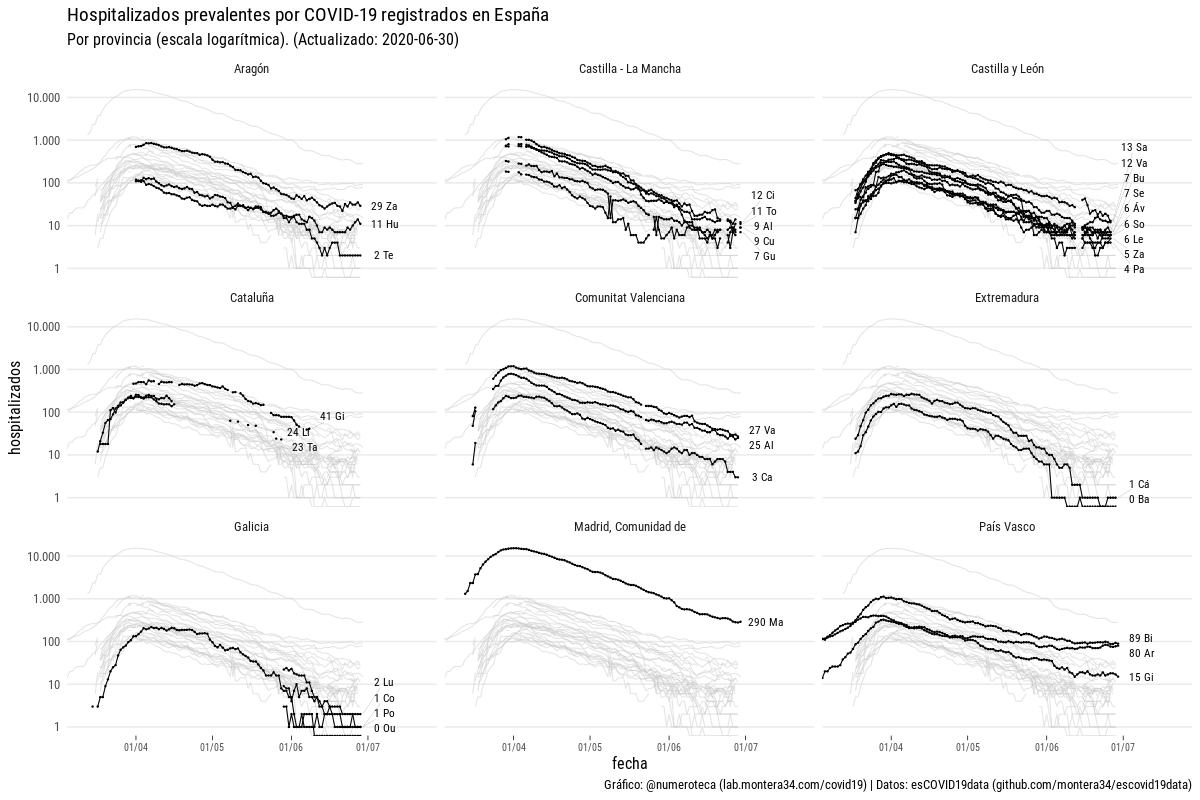 Hospitalizados prevalentes por COVID-19 registrados en España
Por provincia (escala logarítmica). (Actualizado: 2020-06-30)
Aragón
Castilla - La Mancha
Castilla y León
10.000
1.000
100
10
1
29 Za
11 Hu
2 Te
12 Ci
11 To
9 Al
9 Cu
7 Gu
13 Sa
12 Va
7 Bu
7 Se
6 Áv
6 So
6 Le
5 Za
4 Pa
Cataluña
Comunitat Valenciana
Extremadura
10.000
1.000
100
10
1
41 Gi
24 Ll
23 Ta
27 Va
25 Al
3 Ca
1 Cá
0 Ba
Galicia
Madrid, Comunidad de
País Vasco
10.000
1.000
100
10
1
2 Lu
1 Co
1 Po
0 Ou
290 Ma
89 Bi
80 Ar
15 Gi
01/04
01/05
01/06
01/07
01/04
01/05
01/06
01/07
01/04
01/05
01/06
01/07
hospitalizados
fecha
Gráfico: @numeroteca (lab.montera34.com/covid19) | Datos: esCOVID19data (github.com/montera34/escovid19data)